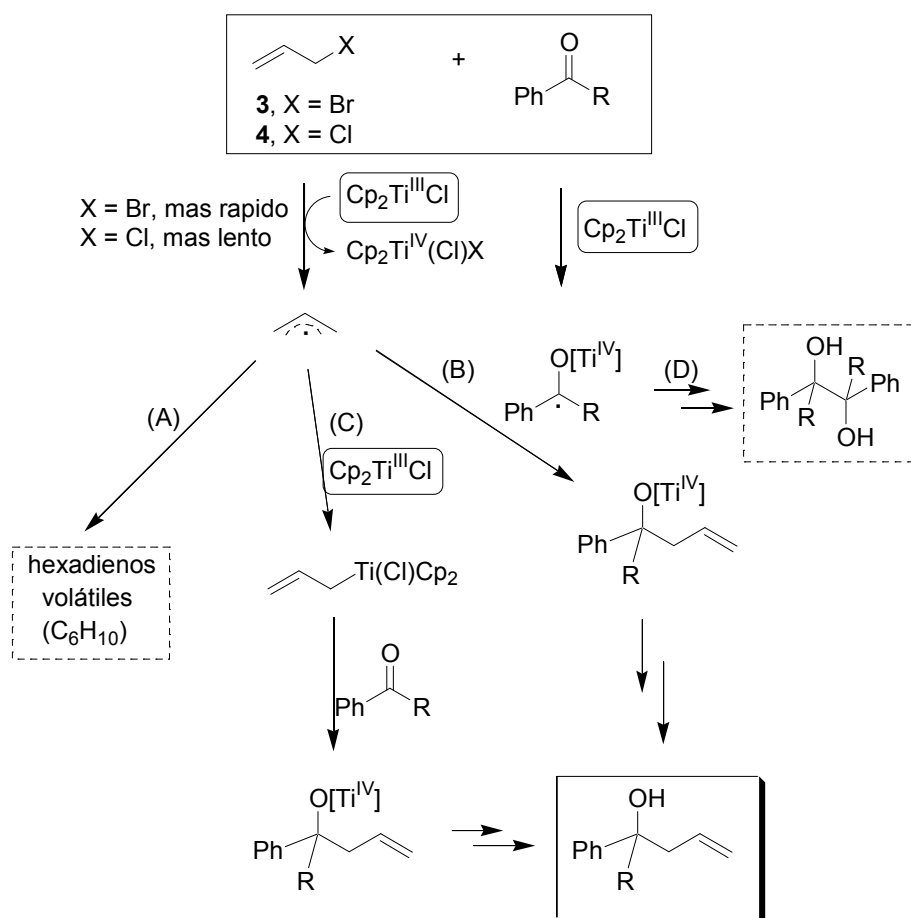 X
+
O
Ph R
3, X = Br
4, X = Cl
Cp2TiIIICl
X = Br, mas rapido
X = Cl, mas lento
Cp2TiIV(Cl)X
Cp2TiIIICl
O[TiIV]
Ph R
(D)
OH R
Ph Ph
R OH
(A)
(C)
(B)
Cp2TiIIICl
O[TiIV]
Ph
R
hexadienos
volátiles
(C6H10)
Ti(Cl)Cp2
O
Ph R
O[TiIV]
Ph
R
OH
Ph
R